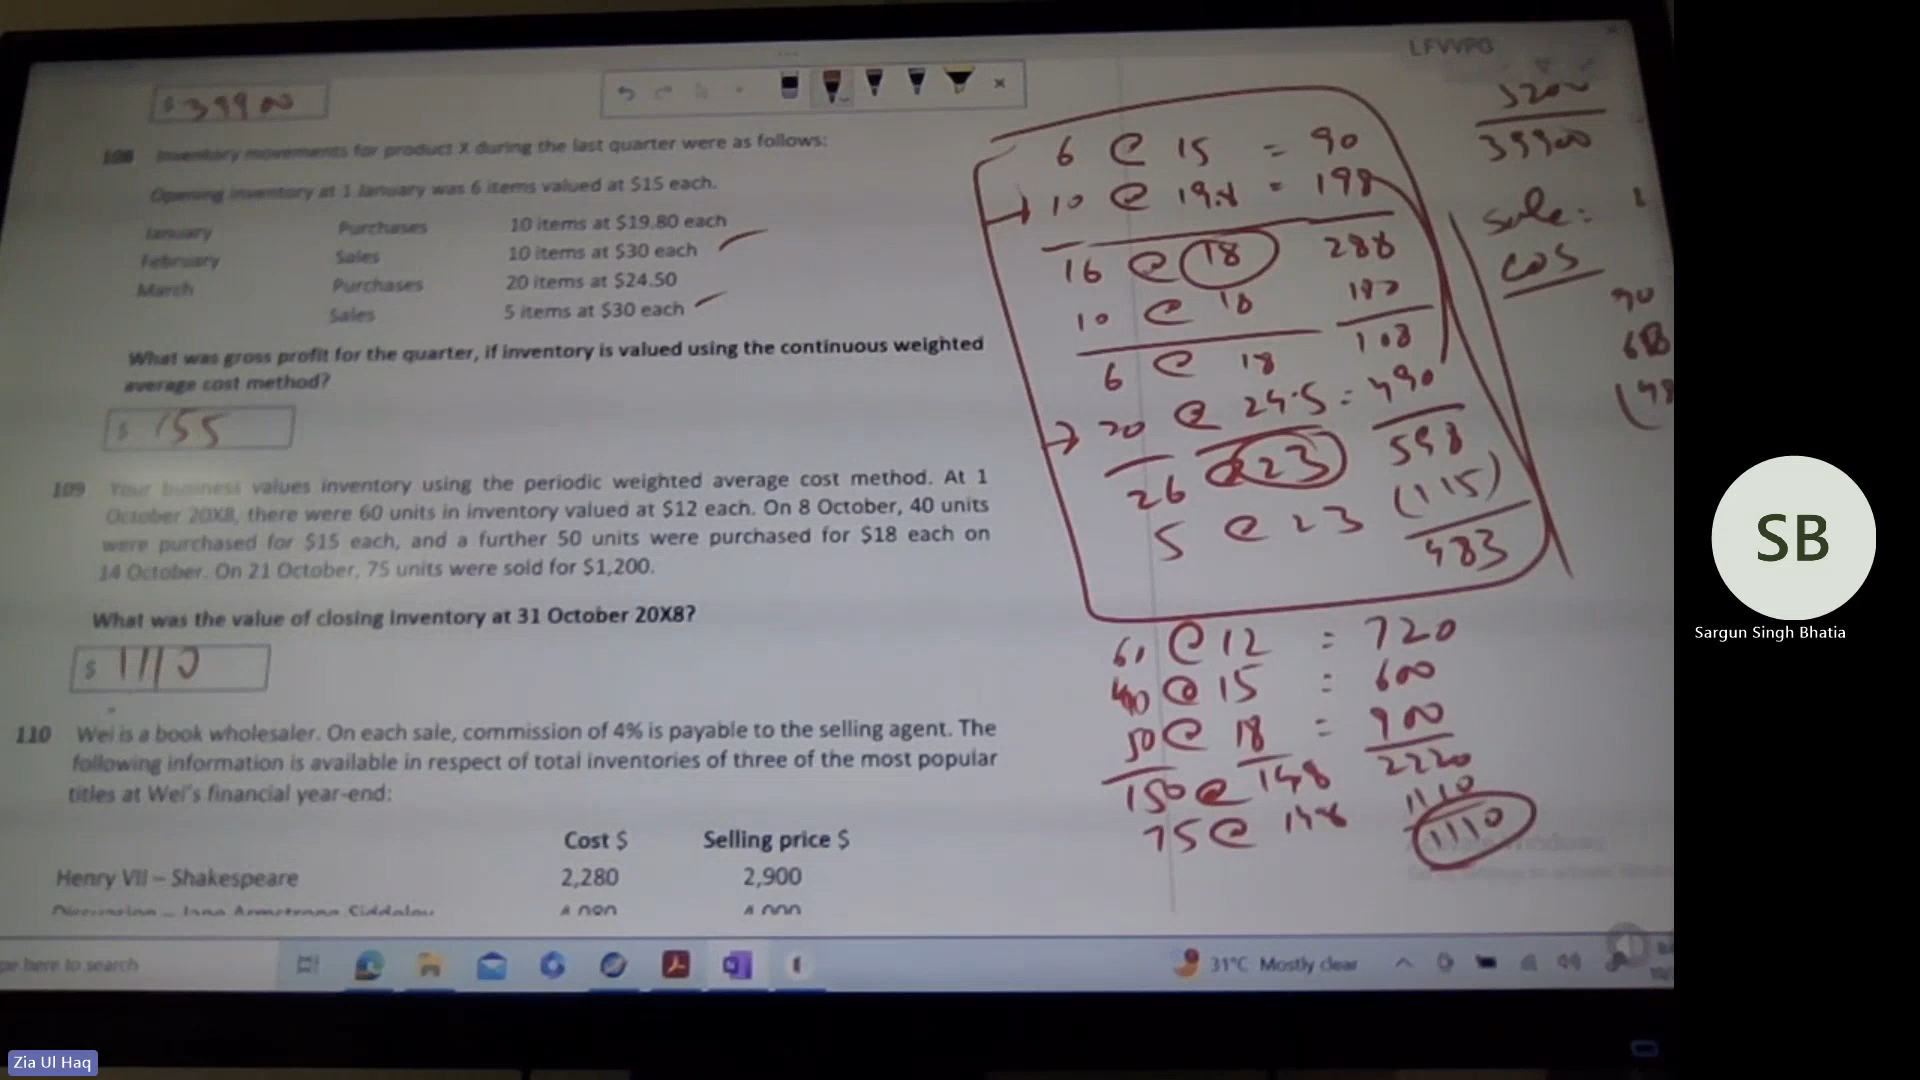 LFVVPG
$ 39900
108 Inventory movements for product X during the last quarter were as follows:
Opening inventory at 1 January was 6 items valued at $15 each.
January Purchases 10 items at $19.80 each
February Sales 10 items at $30 each
March Purchases 20 items at $24.50
Sales 5 items at $30 each
What was gross profit for the quarter, if inventory is valued using the continuous weighted
average cost method?
$ 155
109 Your business values inventory using the periodic weighted average cost method. At 1
October 20X8, there were 60 units in inventory valued at $12 each. On 8 October, 40 units
were purchased for $15 each, and a further 50 units were purchased for $18 each on
14 October. On 21 October, 75 units were sold for $1,200.
What was the value of closing inventory at 31 October 20X8?
$ 1110
110 Wei is a book wholesaler. On each sale, commission of 4% is payable to the selling agent. The
following information is available in respect of total inventories of three of the most popular
titles at Wei's financial year-end:
Cost $ Selling price $
Henry VII – Shakespeare 2,280 2,900
6 @ 15 = 90
10 @ 19.8 = 198
16 @ 18 288
10 @ 18 180
6 @ 18 108
20 @ 24.5 = 490
26 @ 23 598
5 @ 23 (115)
483
60 @ 12 = 720
40 @ 15 = 600
50 @ 18 = 900
150 @ 14.8 2220
75 @ 14.8 1110
1110
39900
Sale:
COS
90
pe here to search
31°C Mostly clear
SB
Sargun Singh Bhatia
Zia Ul Haq